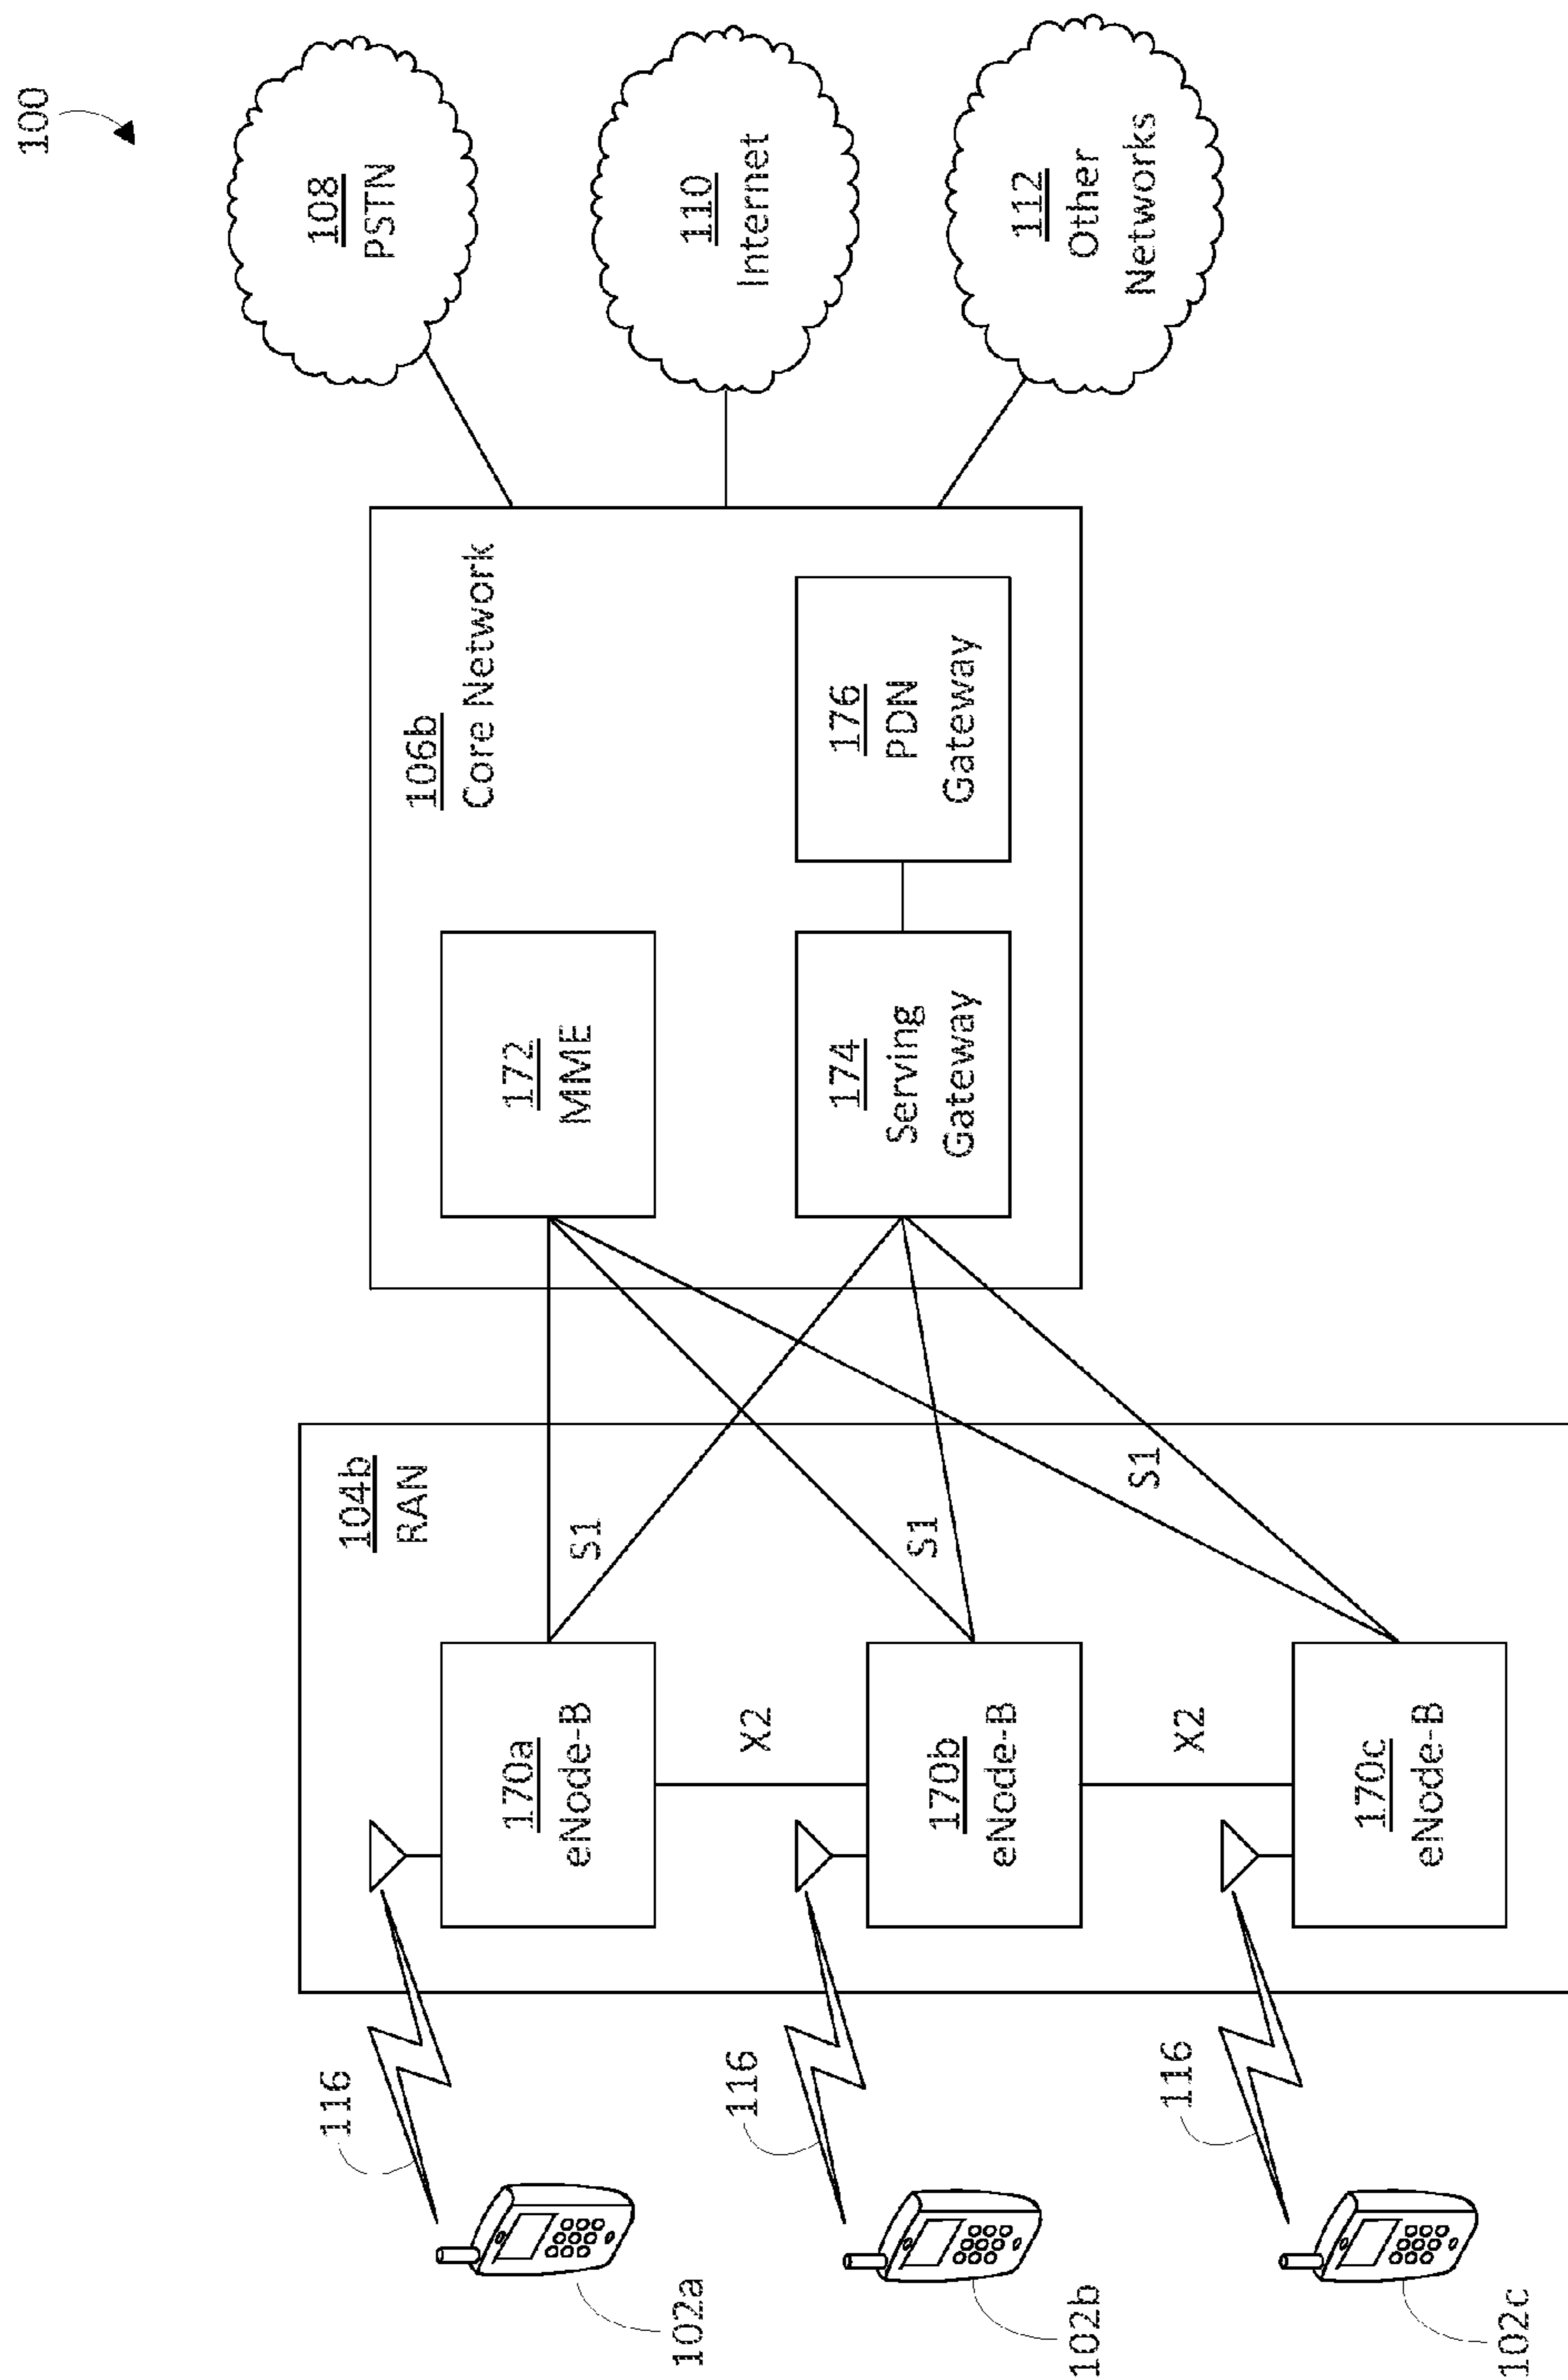 100
108
PSTN
110
Internet
112
Other
Networks
106b
Core Network
172
MME
174
Serving
Gateway
176
PDN
Gateway
104b
RAN
S1
S1
S1
170a
eNode-B
X2
170b
eNode-B
X2
170c
eNode-B
116
116
116
102a
102b
102c